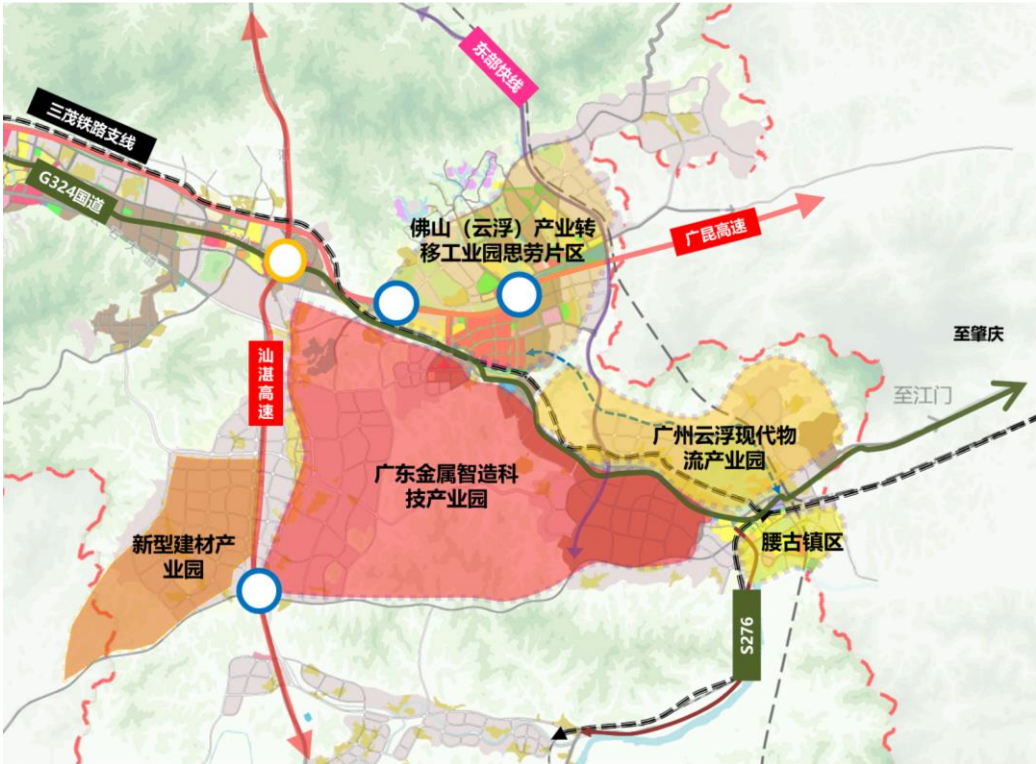 东部快线
三茂铁路支线
G324国道
佛山（云浮）产业转
移工业园思劳片区
广昆高速
至肇庆
汕湛高速
至江门
广州云浮现代物
流产业园
广东金属智造科
技产业园
新型建材产
业园
腰古镇区
S276